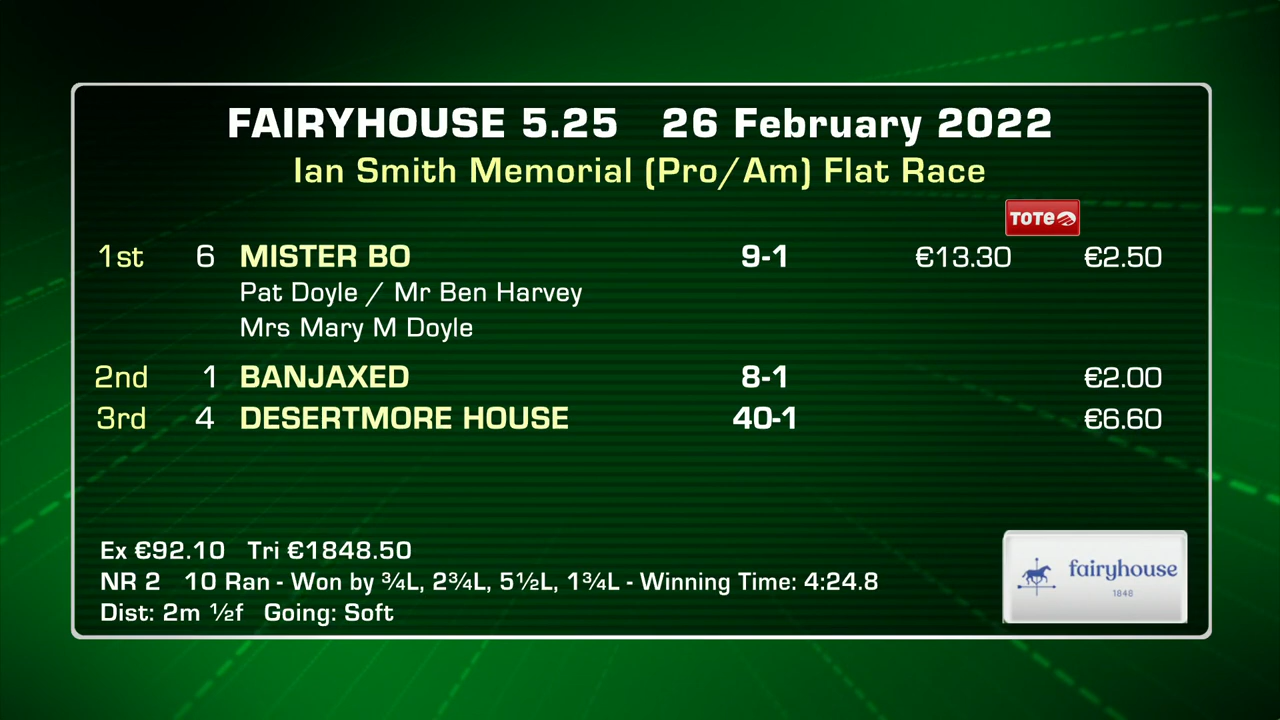 FAIRYHOUSE 5.25 26 February 2022
Ian Smith Memorial (Pro/Am) Flat Race
TOTE
1st 6 MISTER BO 9-1 €13.30 €2.50
Pat Doyle / Mr Ben Harvey
Mrs Mary M Doyle
2nd 1 BANJAXED 8-1 €2.00
3rd 4 DESERTMORE HOUSE 40-1 €6.60
Ex €92.10 Tri €1848.50
NR 2 10 Ran - Won by ¾L, 2¾L, 5½L, 1¾L - Winning Time: 4:24.8
Dist: 2m ½f Going: Soft
fairyhouse
1848